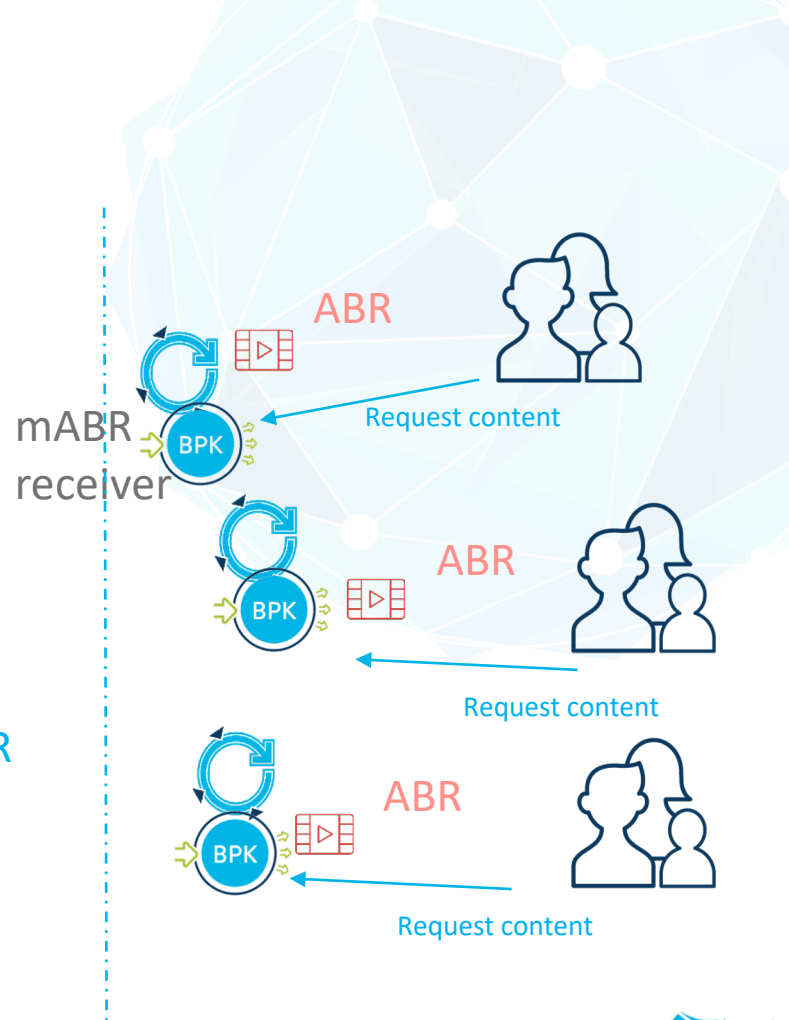 ABR
Request content
mABR
receiver
BPK
ABR
BPK
Request content
R
ABR
BPK
Request content